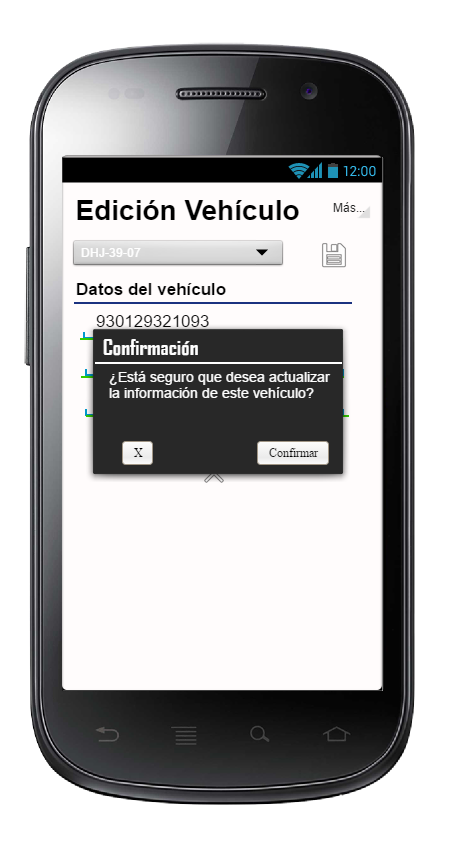 12:00
Edición Vehículo
Más...
DHJ-39-07
Datos del vehículo
930129321093
Confirmación
¿Está seguro que desea actualizar
la información de este vehículo?
X
Confirmar